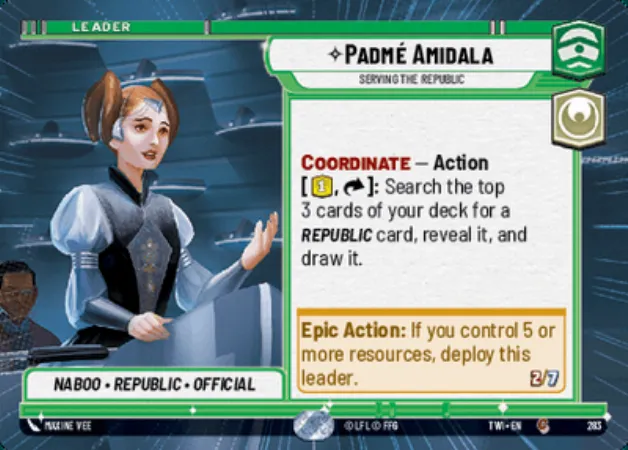 LEADER
PADMÉ AMIDALA
SERVING THE REPUBLIC
COORDINATE – Action
[1, ]: Search the top
3 cards of your deck for a
REPUBLIC card, reveal it, and
draw it.
Epic Action: If you control 5 or
more resources, deploy this
leader.
2/7
NABOO • REPUBLIC • OFFICIAL
MAXINE VEE
©LFL © FFG
TWI • EN
283